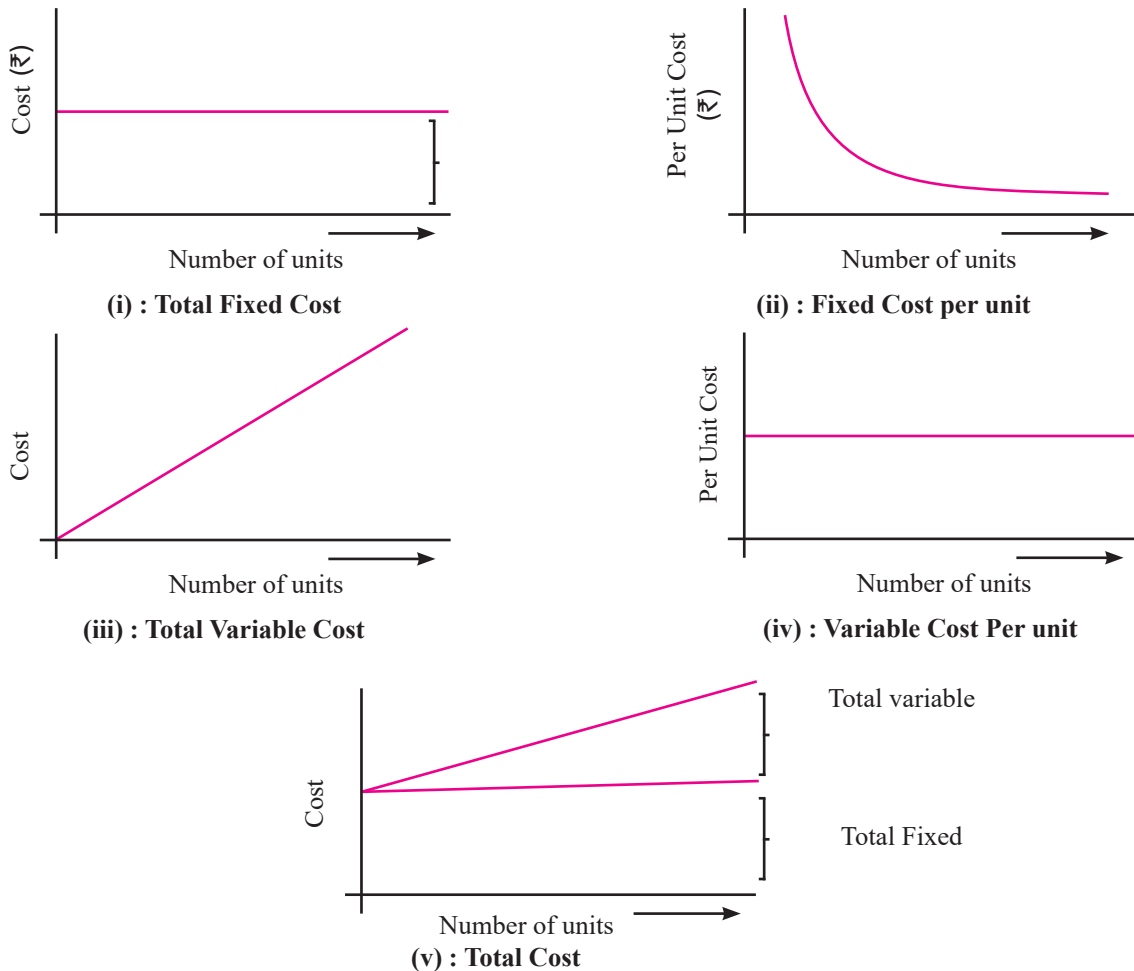 Cost (₹)
Number of units
(i) : Total Fixed Cost
Per Unit Cost
(₹)
Number of units
(ii) : Fixed Cost per unit
Cost
Number of units
(iii) : Total Variable Cost
Per Unit Cost
Number of units
(iv) : Variable Cost Per unit
Cost
Total variable
Total Fixed
Number of units
(v) : Total Cost